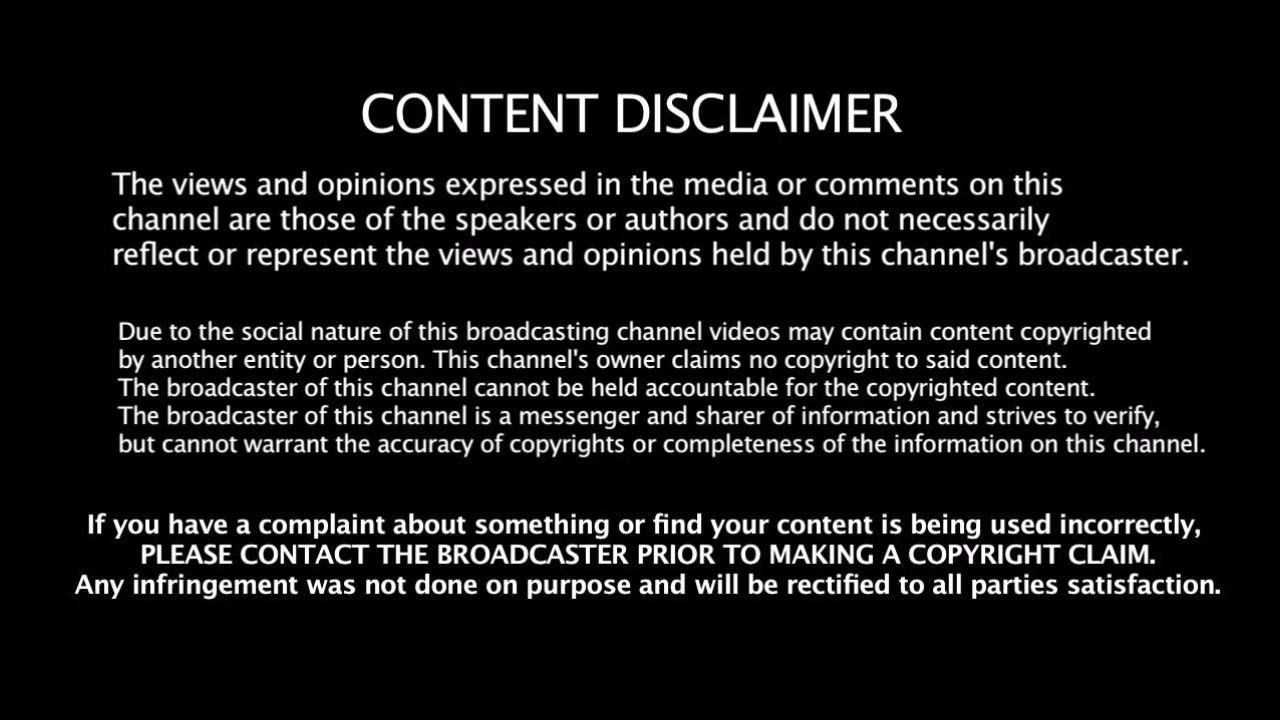 CONTENT DISCLAIMER
The views and opinions expressed in the media or comments on this
channel are those of the speakers or authors and do not necessarily
reflect or represent the views and opinions held by this channel's broadcaster.
Due to the social nature of this broadcasting channel videos may contain content copyrighted
by another entity or person. This channel's owner claims no copyright to said content.
The broadcaster of this channel cannot be held accountable for the copyrighted content.
The broadcaster of this channel is a messenger and sharer of information and strives to verify,
but cannot warrant the accuracy of copyrights or completeness of the information on this channel.
If you have a complaint about something or find your content is being used incorrectly,
PLEASE CONTACT THE BROADCASTER PRIOR TO MAKING A COPYRIGHT CLAIM.
Any infringement was not done on purpose and will be rectified to all parties satisfaction.